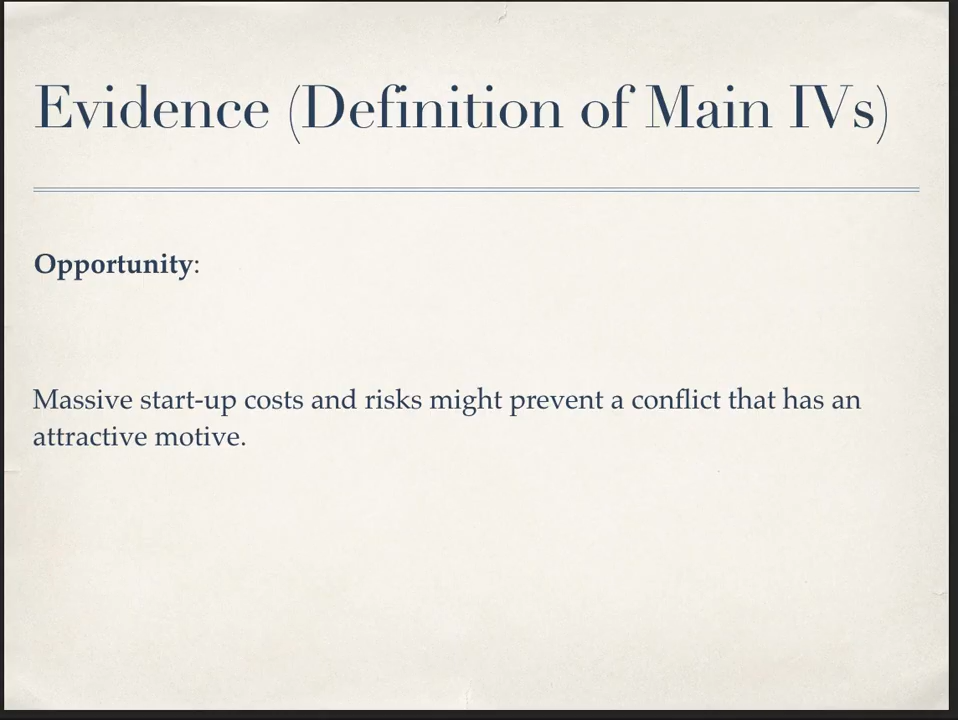 Evidence (Definition of Main IVs)
Opportunity:
Massive start-up costs and risks might prevent a conflict that has an
attractive motive.